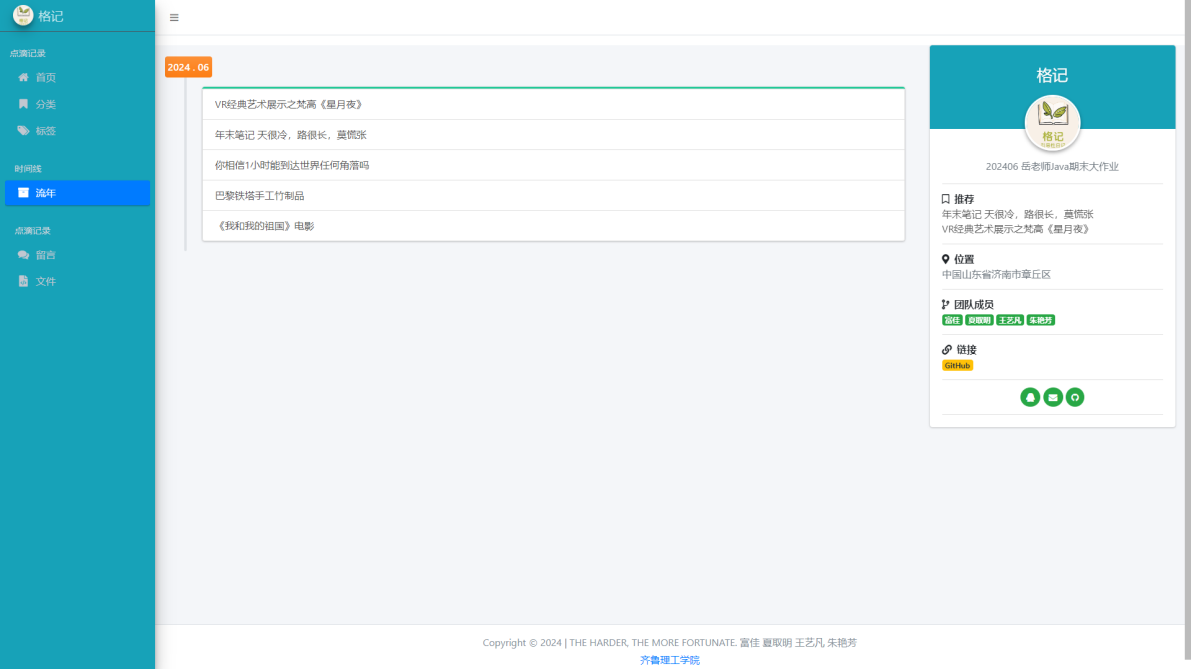 格记
点滴记录
首页
分类
标签
时间线
流年
点滴记录
留言
文件
2024 . 06
VR经典艺术展示之梵高《星月夜》
年末笔记 天很冷，路很长，莫慌张
你相信1小时能到达世界任何角落吗
巴黎铁塔手工竹制品
《我和我的祖国》电影
格记
格记
202406 岳老师Java期末大作业
推荐
年末笔记 天很冷，路很长，莫慌张
VR经典艺术展示之梵高《星月夜》
位置
中国山东省济南市章丘区
团队成员
富佳 夏取明 王艺凡 朱艳芳
链接
GitHub
Copyright © 2024 | THE HARDER, THE MORE FORTUNATE. 富佳 夏取明 王艺凡 朱艳芳
齐鲁理工学院